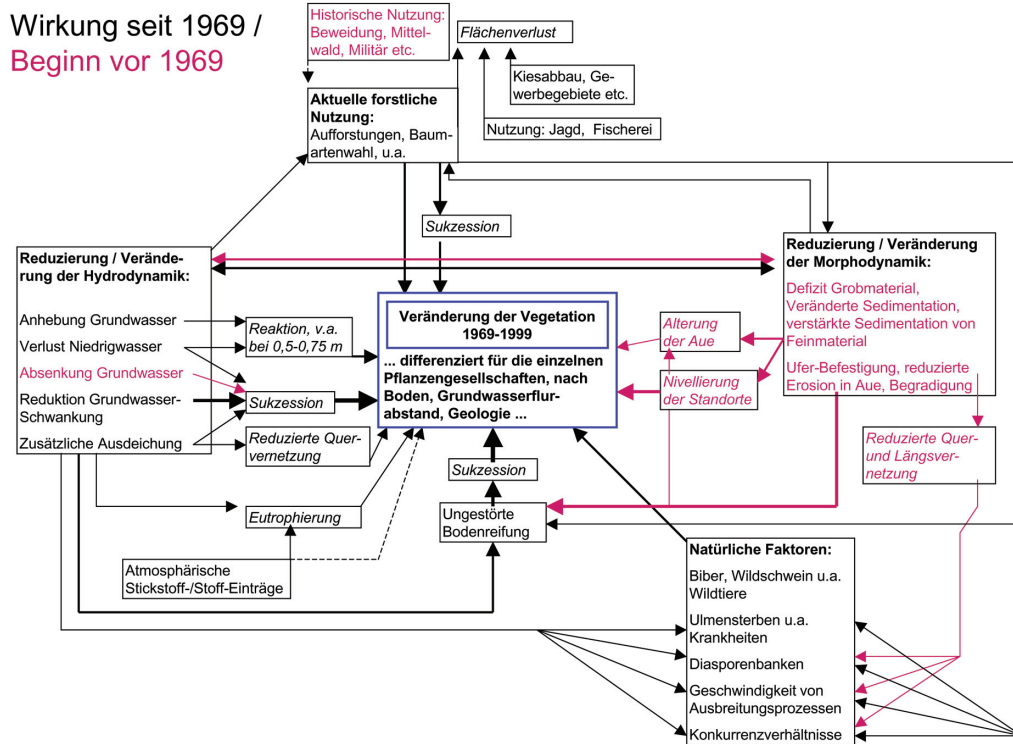 Wirkung seit 1969 /
Beginn vor 1969
Historische Nutzung:
Beweidung, Mittel-
wald, Militär etc.
Flächenverlust
Kiesabbau, Ge-
werbegebiete etc.
Aktuelle forstliche
Nutzung:
Aufforstungen, Baum-
artenwahl, u.a.
Nutzung: Jagd, Fischerei
Sukzession
Reduzierung / Verände-
rung der Hydrodynamik:
Anhebung Grundwasser
Verlust Niedrigwasser
Absenkung Grundwasser
Reduktion Grundwasser-
Schwankung
Zusätzliche Ausdeichung
Reaktion, v.a.
bei 0,5-0,75 m
Sukzession
Reduzierte Quer-
vernetzung
Eutrophierung
Atmosphärische
Stickstoff-/Stoff-Einträge
Veränderung der Vegetation
1969-1999
... differenziert für die einzelnen
Pflanzengesellschaften, nach
Boden, Grundwasserflur-
abstand, Geologie ...
Sukzession
Ungestörte
Bodenreifung
Alterung
der Aue
Nivellierung
der Standorte
Reduzierung / Veränderung
der Morphodynamik:
Defizit Grobmaterial,
Veränderte Sedimentation,
verstärkte Sedimentation von
Feinmaterial
Ufer-Befestigung, reduzierte
Erosion in Aue, Begradigung
Reduzierte Quer-
und Längsver-
netzung
Natürliche Faktoren:
Biber, Wildschwein u.a.
Wildtiere
Ulmensterben u.a.
Krankheiten
Diasporenbanken
Geschwindigkeit von
Ausbreitungsprozessen
Konkurrenzverhältnisse